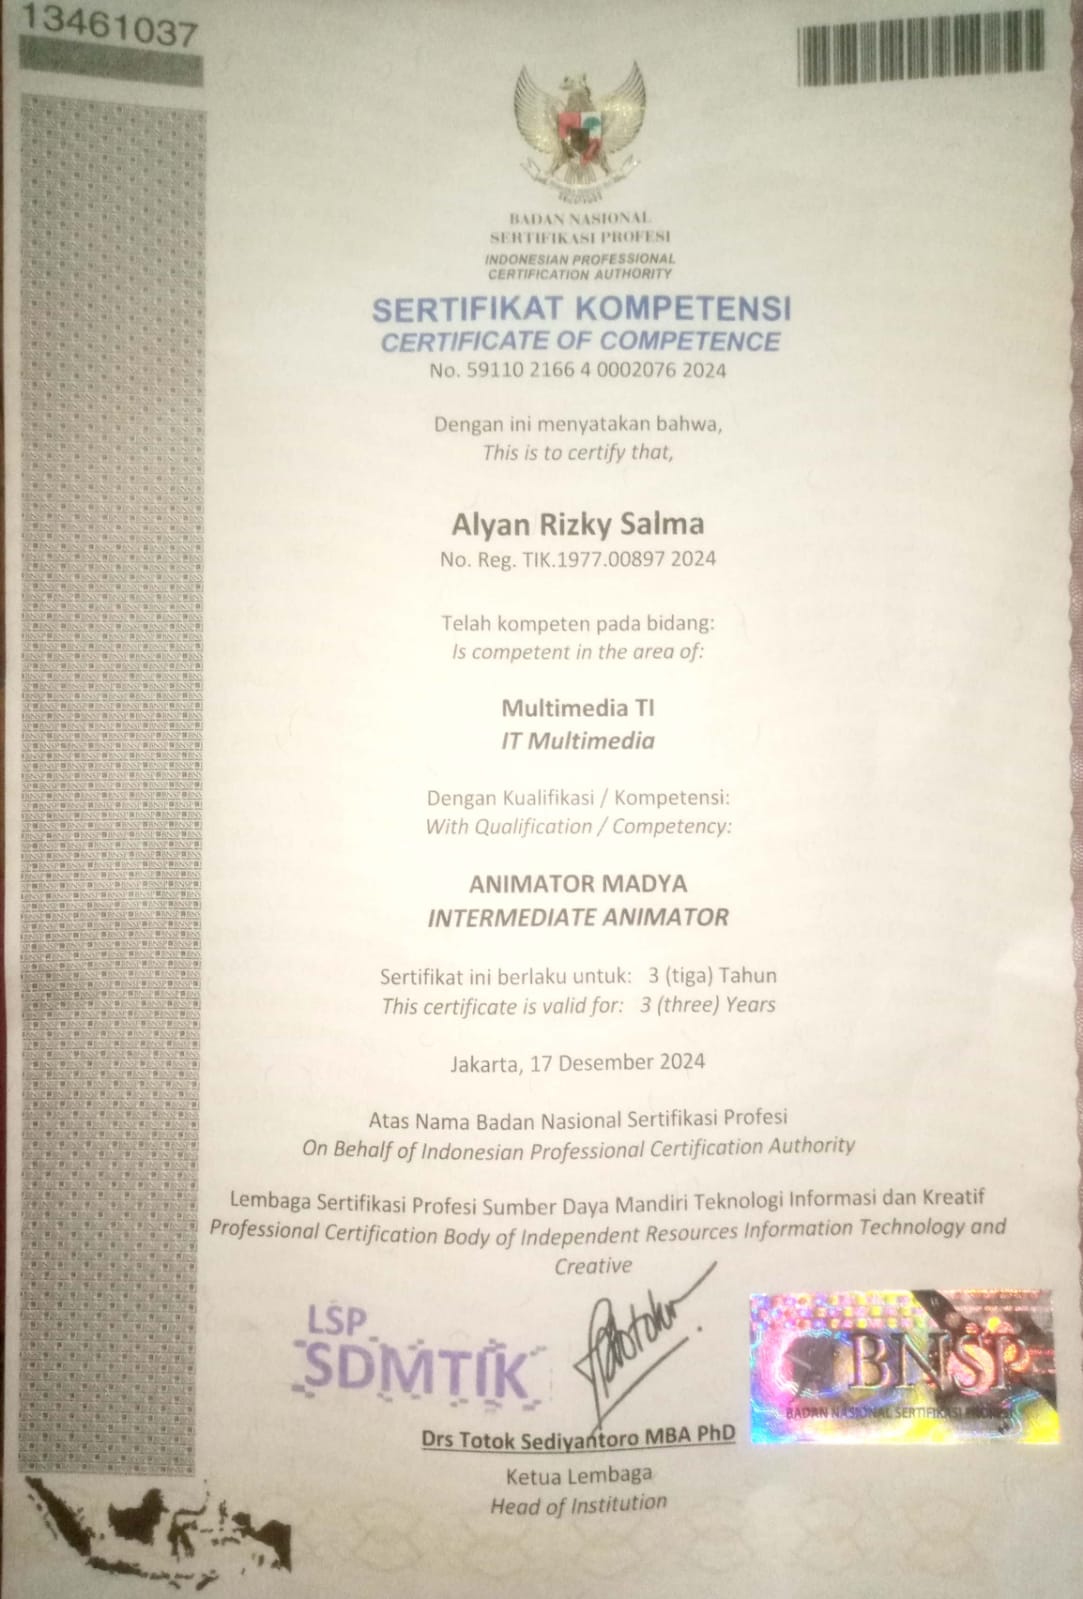 13461037
BADAN NASIONAL
SERTIFIKASI PROFESI
INDONESIAN PROFESSIONAL
CERTIFICATION AUTHORITY
SERTIFIKAT KOMPETENSI
CERTIFICATE OF COMPETENCE
No. 59110 2166 4 0002076 2024
Dengan ini menyatakan bahwa,
This is to certify that,
Alyan Rizky Salma
No. Reg. TIK.1977.00897 2024
Telah kompeten pada bidang:
Is competent in the area of:
Multimedia TI
IT Multimedia
Dengan Kualifikasi / Kompetensi:
With Qualification / Competency:
ANIMATOR MADYA
INTERMEDIATE ANIMATOR
Sertifikat ini berlaku untuk: 3 (tiga) Tahun
This certificate is valid for: 3 (three) Years
Jakarta, 17 Desember 2024
Atas Nama Badan Nasional Sertifikasi Profesi
On Behalf of Indonesian Professional Certification Authority
Lembaga Sertifikasi Profesi Sumber Daya Mandiri Teknologi Informasi dan Kreatif
Professional Certification Body of Independent Resources Information Technology and
Creative
LSP
SDMTIK
BNSP
BADAN NASIONAL SERTIFIKASI PROFESI
Drs Totok Sediyantoro MBA PhD
Ketua Lembaga
Head of Institution